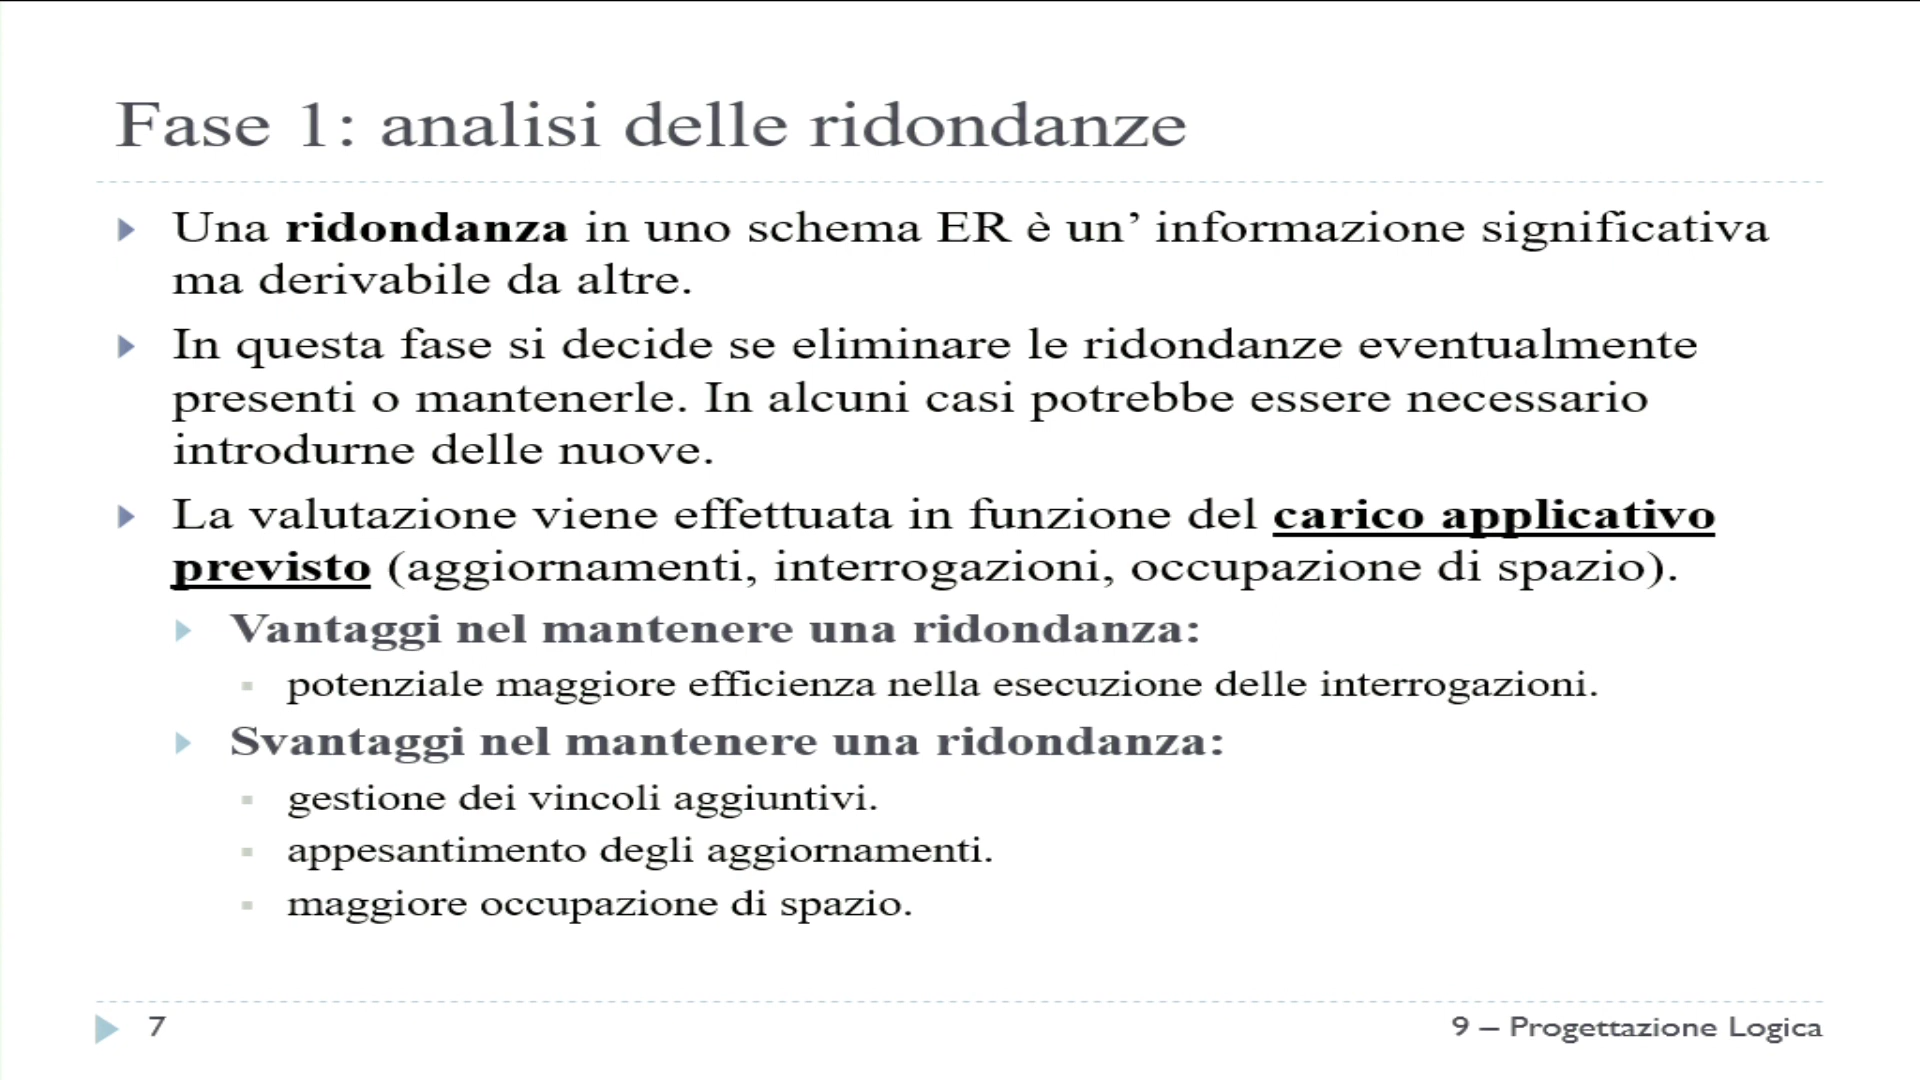 Fase 1: analisi delle ridondanze
Una ridondanza in uno schema ER è un’ informazione significativa
ma derivabile da altre.
In questa fase si decide se eliminare le ridondanze eventualmente
presenti o mantenerle. In alcuni casi potrebbe essere necessario
introdurne delle nuove.
La valutazione viene effettuata in funzione del carico applicativo
previsto (aggiornamenti, interrogazioni, occupazione di spazio).
Vantaggi nel mantenere una ridondanza:
potenziale maggiore efficienza nella esecuzione delle interrogazioni.
Svantaggi nel mantenere una ridondanza:
gestione dei vincoli aggiuntivi.
appesantimento degli aggiornamenti.
maggiore occupazione di spazio.
7
9 – Progettazione Logica